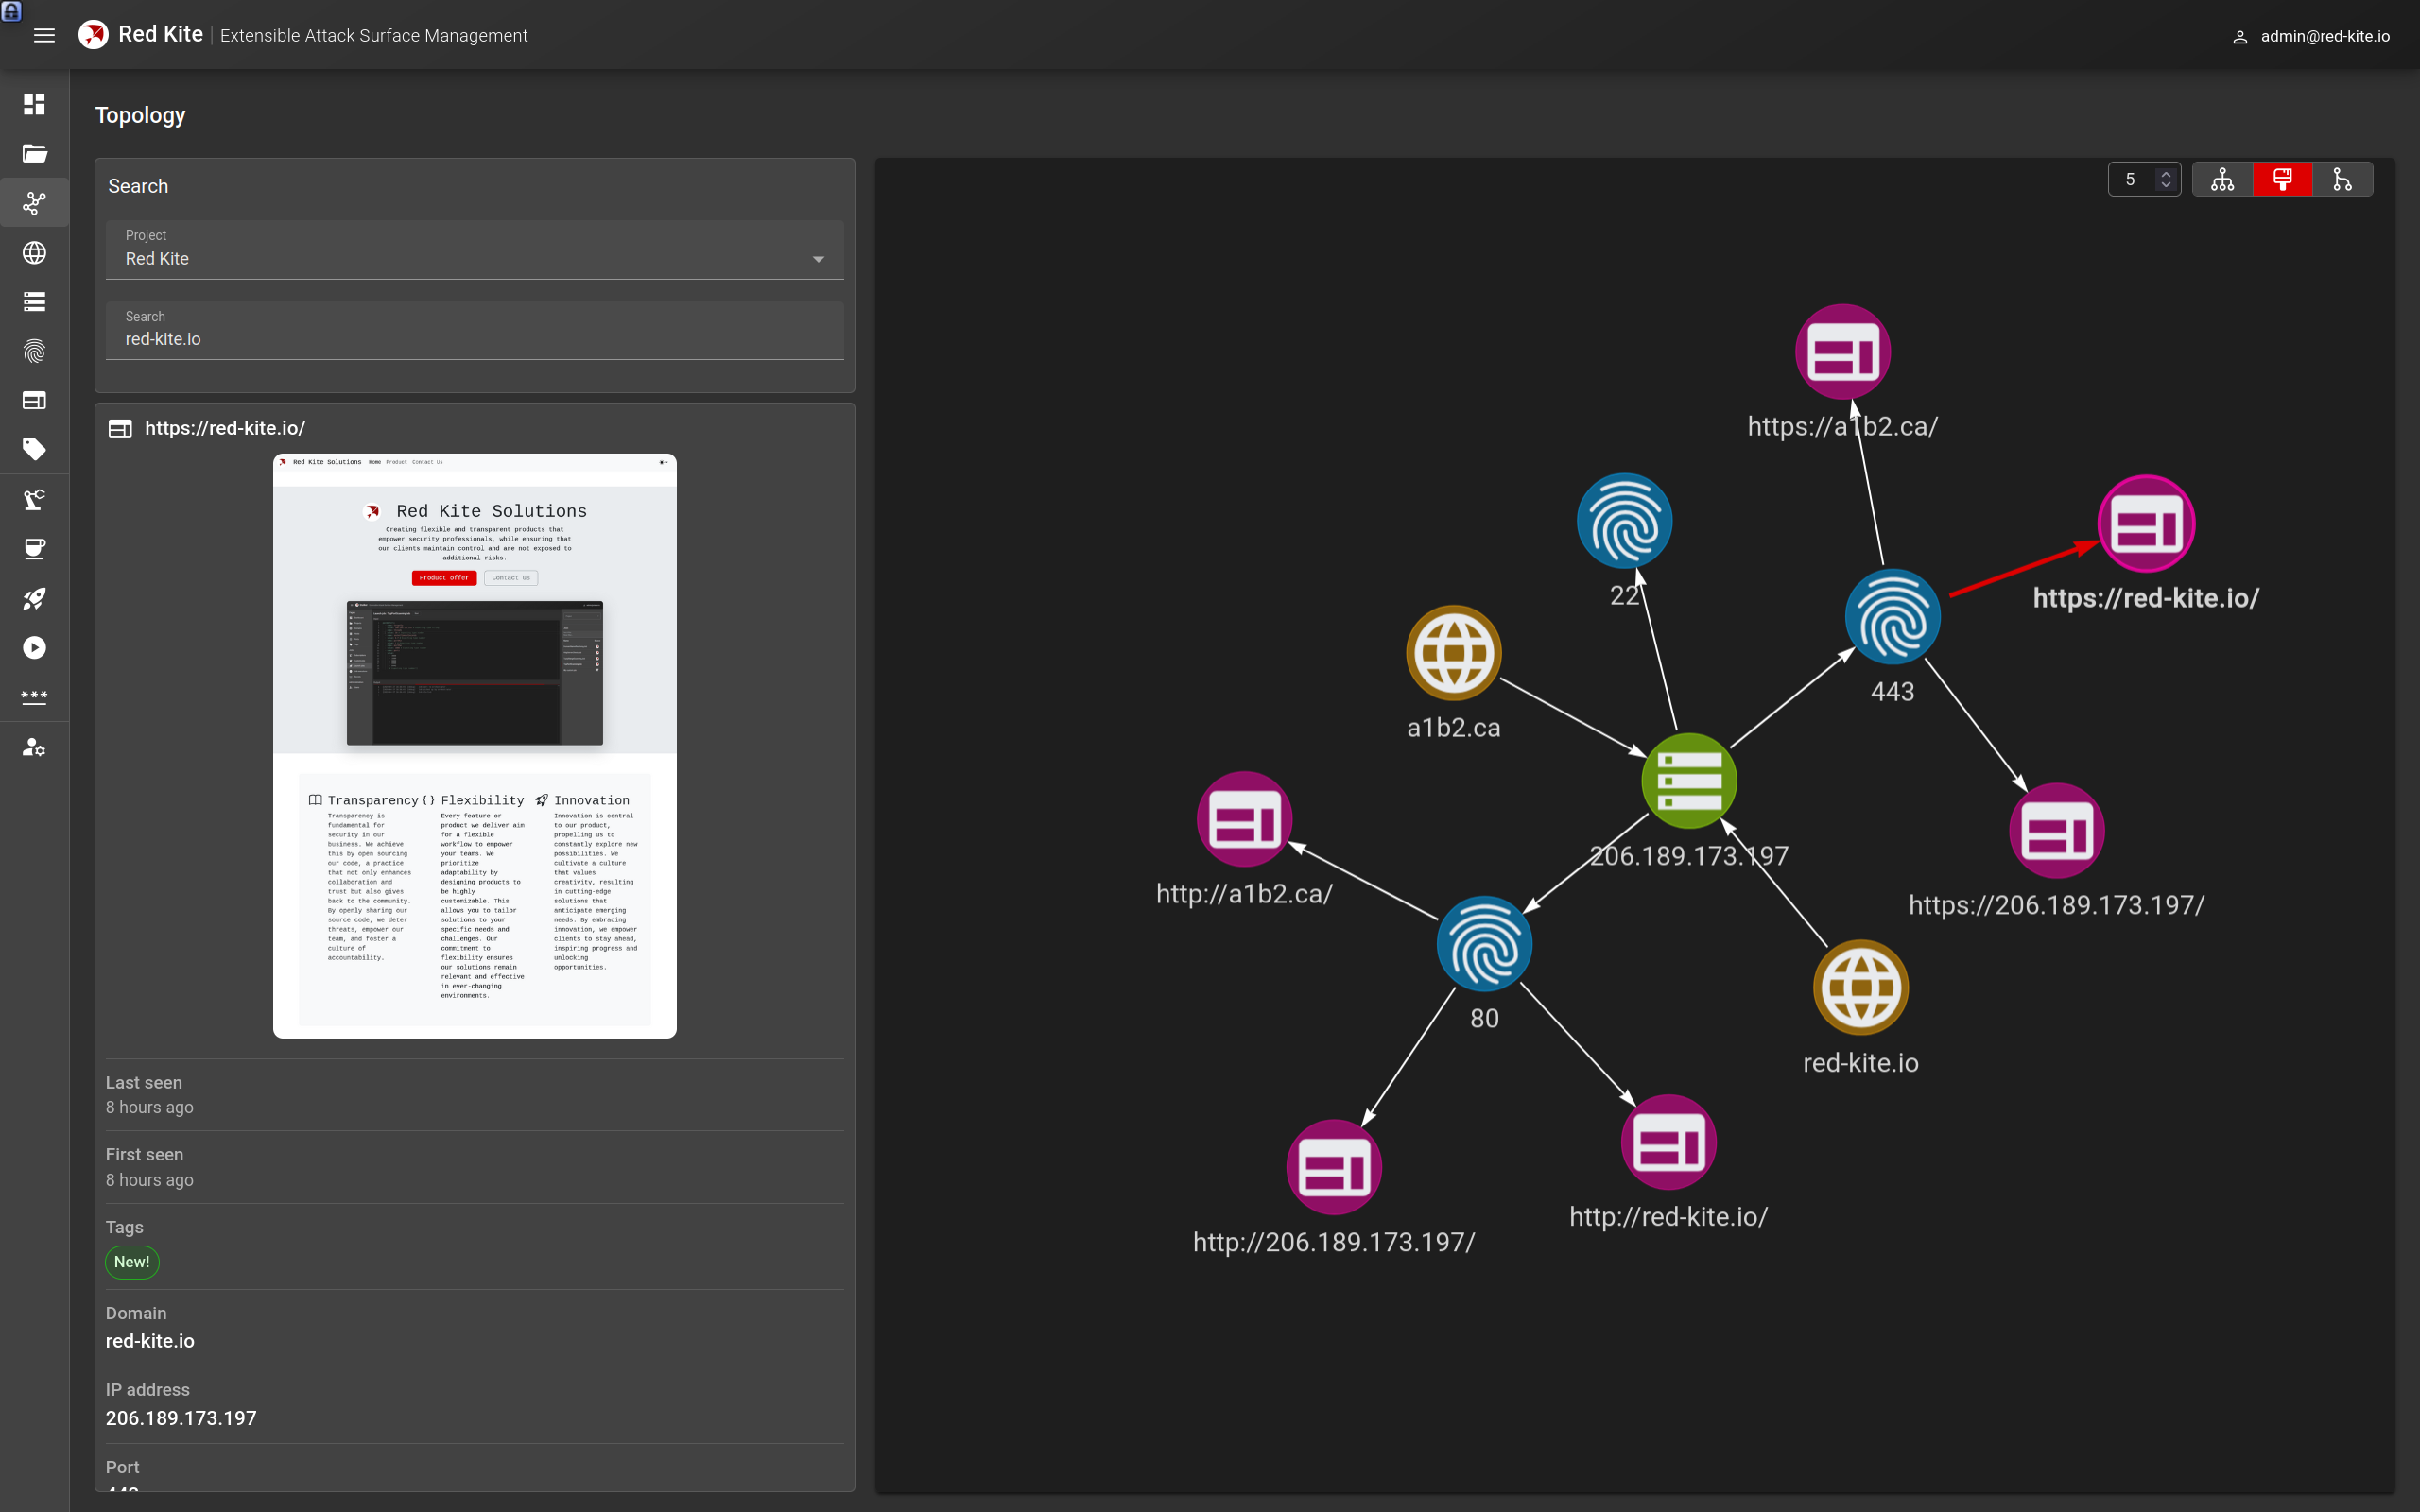 Red Kite | Extensible Attack Surface Management
admin@red-kite.io
Topology
Search
Project
Red Kite
Search
red-kite.io
https://red-kite.io/
Red Kite Solutions Home Product Contact Us
Red Kite Solutions
Creating flexible and transparent products that
empower security professionals, while ensuring that
our clients maintain control and are not exposed to
additional risks.
Product offer Contact us
Transparency
Transparency is
fundamental for
security in our
business. We achieve
this by open sourcing
our code, a practice
that not only enhances
collaboration and
trust but also gives
back to the community.
By openly sharing our
source code, we deter
threats, empower our
team, and foster a
culture of
accountability.
{} Flexibility
Every feature or
product we deliver aim
for a flexible
workflow to empower
your teams. We
prioritize
adaptability by
designing products to
be highly
customizable. This
allows you to tailor
solutions to your
specific needs and
challenges. Our
commitment to
flexibility ensures
our solutions remain
relevant and effective
in ever-changing
environments.
Innovation
Innovation is central
to our product,
propelling us to
constantly explore new
possibilities. We
cultivate a culture
that values
creativity, resulting
in cutting-edge
solutions that
anticipate emerging
needs. By embracing
innovation, we empower
clients to stay ahead,
inspiring progress and
unlocking
opportunities.
Last seen
8 hours ago
First seen
8 hours ago
Tags
New!
Domain
red-kite.io
IP address
206.189.173.197
Port
5
https://a1b2.ca/
22
https://red-kite.io/
443
a1b2.ca
206.189.173.197
http://a1b2.ca/
https://206.189.173.197/
80
red-kite.io
http://red-kite.io/
http://206.189.173.197/